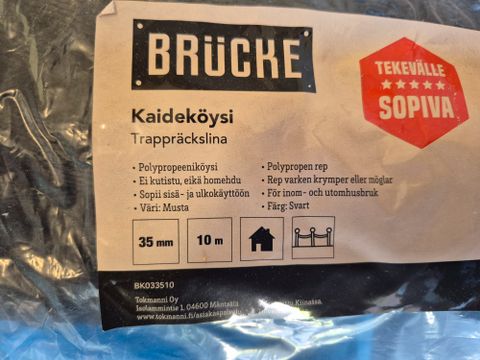 BRÜCKE
TEKEVÄLLE
SOPIVA
Kaideköysi
Trappräckslina
• Polypropeeniköysi
• Ei kutistu, eikä homehdu
• Sopii sisä- ja ulkokäyttöön
• Väri: Musta
• Polypropen rep
• Rep varken krymper eller möglar
• För inom- och utomhusbruk
• Färg: Svart
35 mm
10 m
BK033510
Tokmanni Oy
Isolammintie 1, 04600 Mäntsälä
www.tokmanni.fi/asiakaspalvelu
Kiinassa.